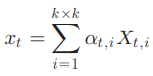 $x_t = \sum_{i=1}^{k \times k} \alpha_{t,i} X_{t,i}$